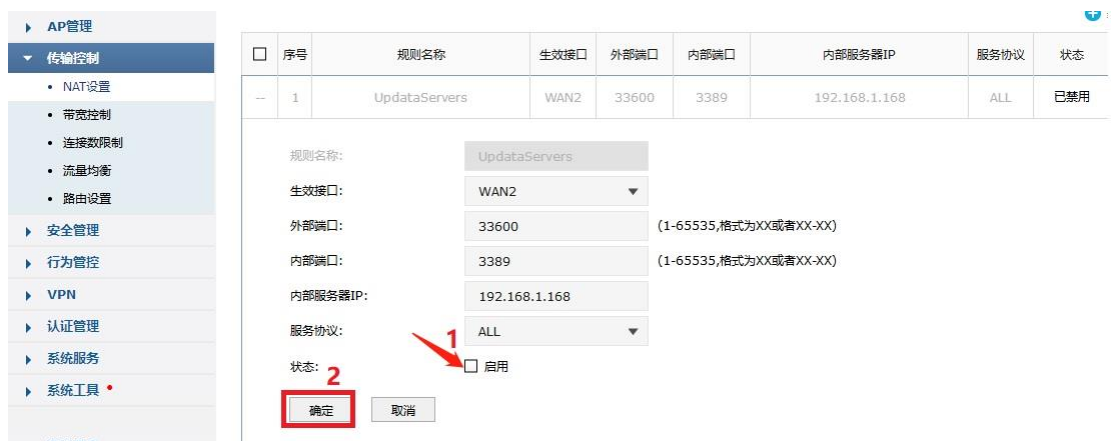 AP管理
传输控制
NAT设置
带宽控制
连接数限制
流量均衡
路由设置
安全管理
行为管控
VPN
认证管理
系统服务
系统工具
序号 规则名称 生效接口 外部端口 内部端口 内部服务器IP 服务协议 状态
-- 1 UpdataServers WAN2 33600 3389 192.168.1.168 ALL 已禁用
规则名称: UpdataServers
生效接口: WAN2
外部端口: 33600 (1-65535,格式为XX或者XX-XX)
内部端口: 3389 (1-65535,格式为XX或者XX-XX)
内部服务器IP: 192.168.1.168
服务协议: ALL
1
状态: 启用
2
确定 取消